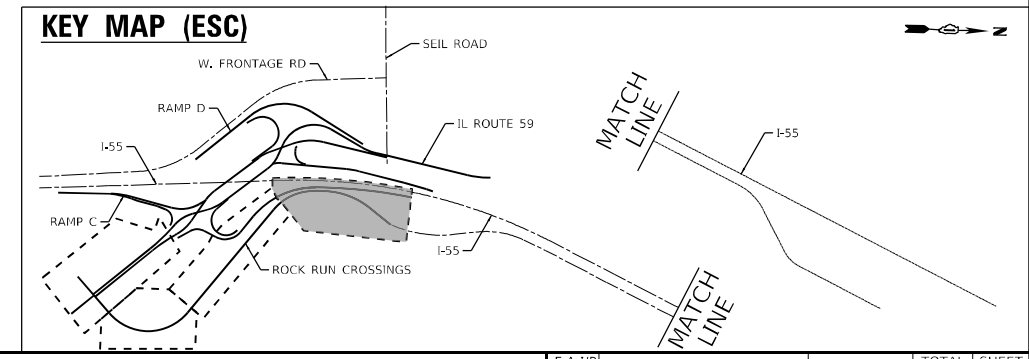 KEY MAP (ESC)
SEIL ROAD
W. FRONTAGE RD
RAMP D
IL ROUTE 59
I-55
RAMP C
ROCK RUN CROSSINGS
I-55
MATCH
LINE
I-55
MATCH
LINE
N
TOTAL
SHEET